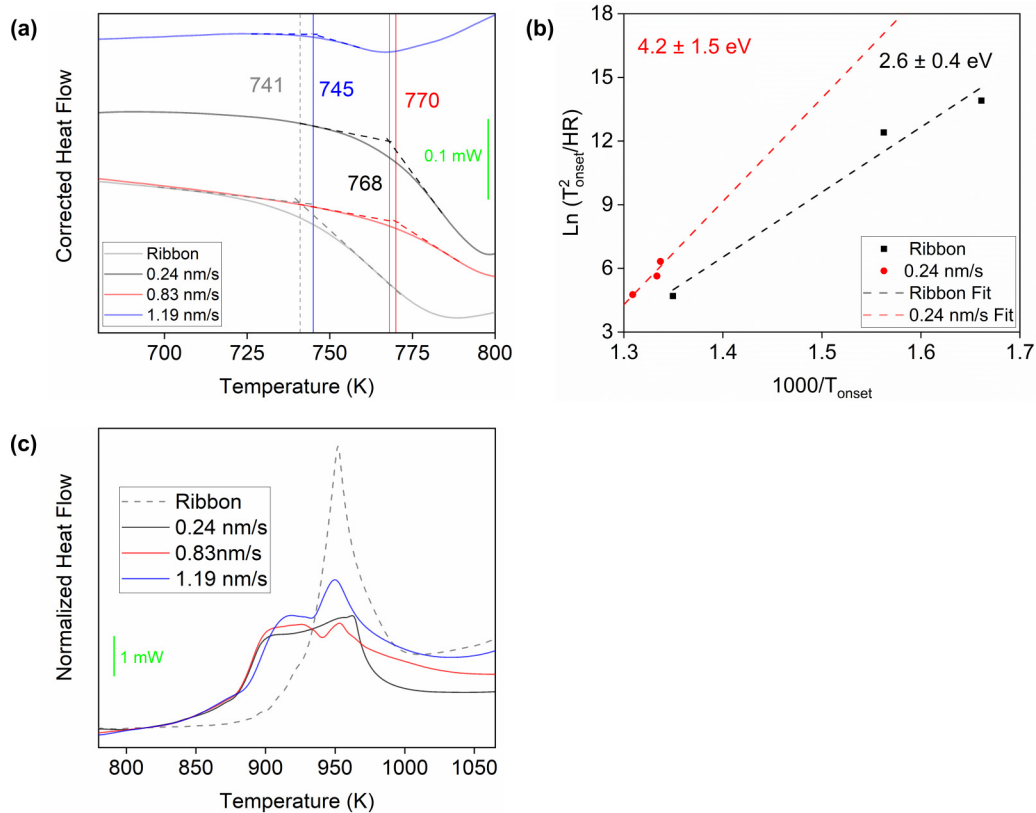 (a)
Corrected Heat Flow
741
745
770
768
0.1 mW
Ribbon
0.24 nm/s
0.83 nm/s
1.19 nm/s
700
725
750
775
800
Temperature (K)
(b)
Ln (T²onset/HR)
18
15
12
9
6
3
4.2 ± 1.5 eV
2.6 ± 0.4 eV
Ribbon
0.24 nm/s
Ribbon Fit
0.24 nm/s Fit
1.3
1.4
1.5
1.6
1.7
1000/Tonset
(c)
Normalized Heat Flow
Ribbon
0.24 nm/s
0.83nm/s
1.19 nm/s
1 mW
800
850
900
950
1000
1050
Temperature (K)